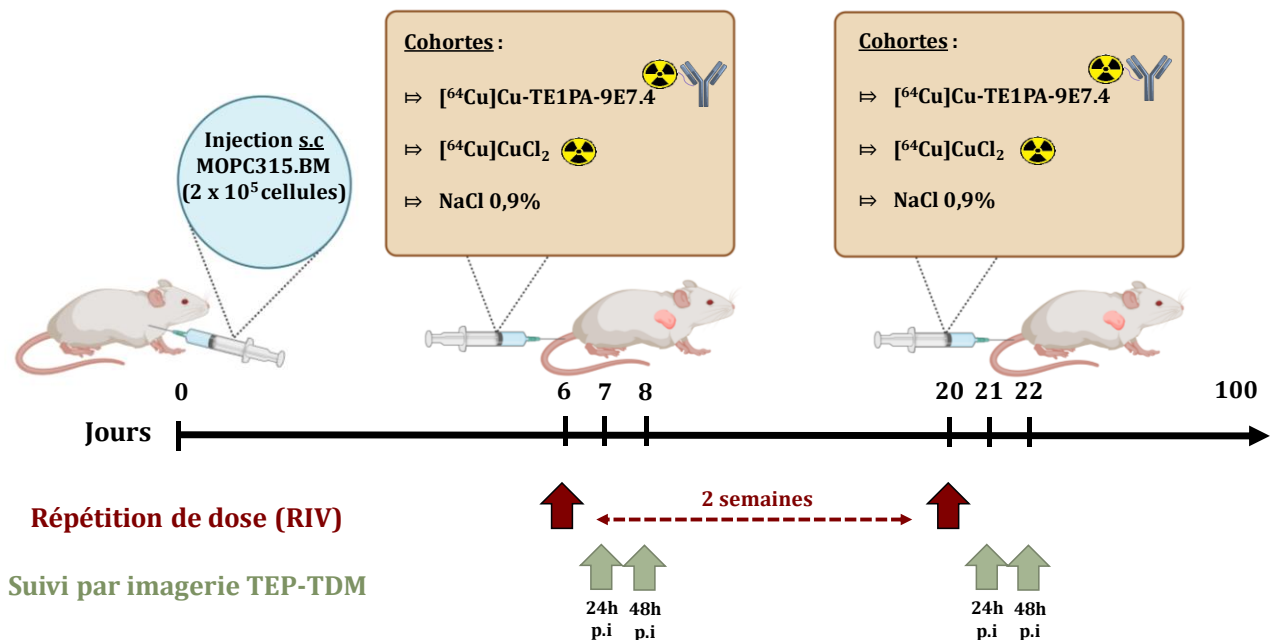 Injection s.c
MOPC315.BM
(2 x 10⁵ cellules)
Cohortes :
⤇ [⁶⁴Cu]Cu-TE1PA-9E7.4
⤇ [⁶⁴Cu]CuCl₂
⤇ NaCl 0,9%
Cohortes :
⤇ [⁶⁴Cu]Cu-TE1PA-9E7.4
⤇ [⁶⁴Cu]CuCl₂
⤇ NaCl 0,9%
0 6 7 8 20 21 22 100
Jours
2 semaines
Répétition de dose (RIV)
Suivi par imagerie TEP-TDM
24h 48h 24h 48h
p.i p.i p.i p.i